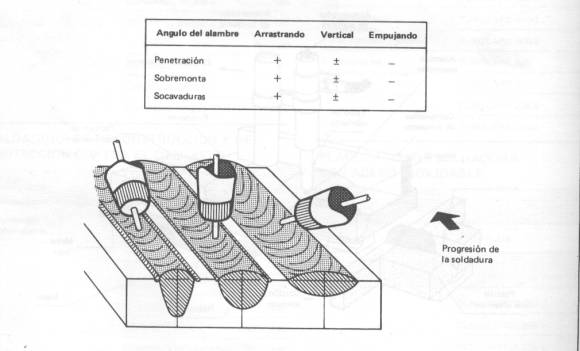 Angulo del alambre Arrastrando Vertical Empujando
Penetración + ± −
Sobremonta + ± −
Socavaduras + ± −
Progresión de
la soldadura